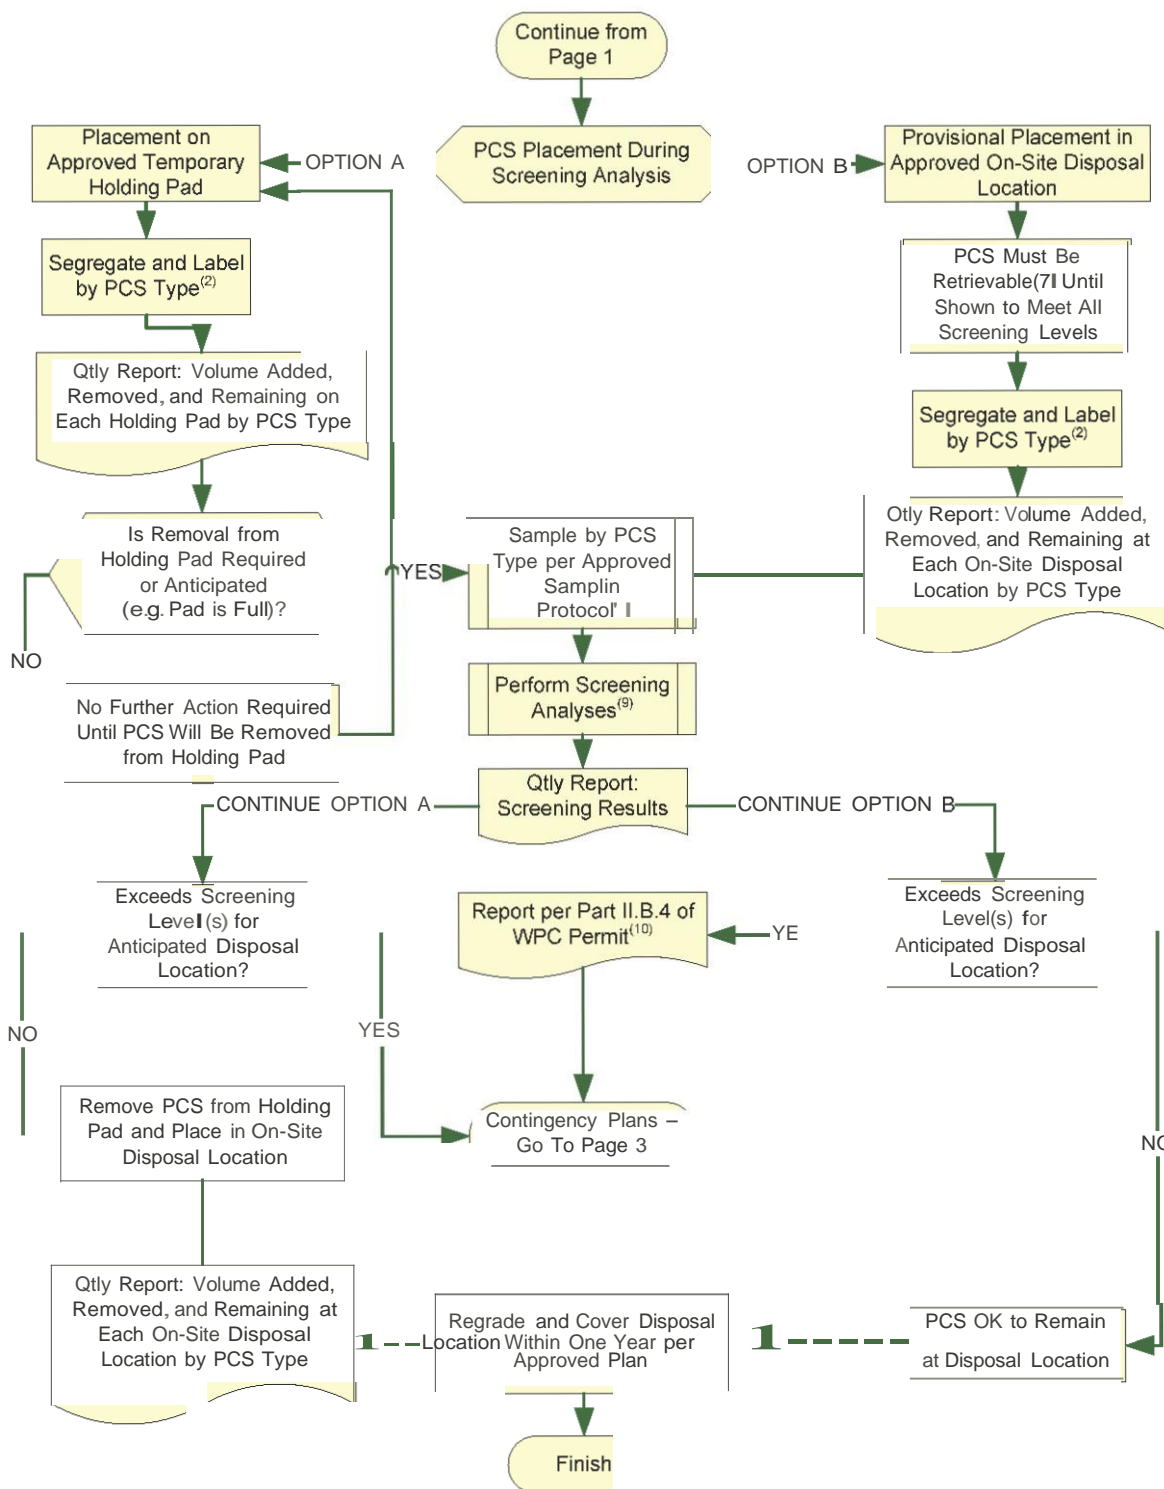 Continue from
Page 1
Placement on
Approved Temporary
Holding Pad
OPTION A
PCS Placement During
Screening Analysis
OPTION B
Provisional Placement in
Approved On-Site Disposal
Location
Segregate and Label
by PCS Type(2)
PCS Must Be
Retrievable(7 Until
Shown to Meet All
Screening Levels
Qtly Report: Volume Added,
Removed, and Remaining on
Each Holding Pad by PCS Type
Segregate and Label
by PCS Type(2)
Is Removal from
Holding Pad Required
or Anticipated
(e.g. Pad is Full)?
YES
NO
Sample by PCS
Type per Approved
Samplin
Protocol'
Otly Report: Volume Added,
Removed, and Remaining at
Each On-Site Disposal
Location by PCS Type
No Further Action Required
Until PCS Will Be Removed
from Holding Pad
Perform Screening
Analyses(9)
Qtly Report:
Screening Results
CONTINUE OPTION A
CONTINUE OPTION B
Exceeds Screening
Level(s) for
Anticipated Disposal
Location?
Report per Part II.B.4 of
WPC Permit(10)
YE
Exceeds Screening
Level(s) for
Anticipated Disposal
Location?
NO
YES
Remove PCS from Holding
Pad and Place in On-Site
Disposal Location
Contingency Plans –
Go To Page 3
NO
Qtly Report: Volume Added,
Removed, and Remaining at
Each On-Site Disposal
Location by PCS Type
1
Regrade and Cover Disposal
Location Within One Year per
Approved Plan
1
PCS OK to Remain
at Disposal Location
Finish